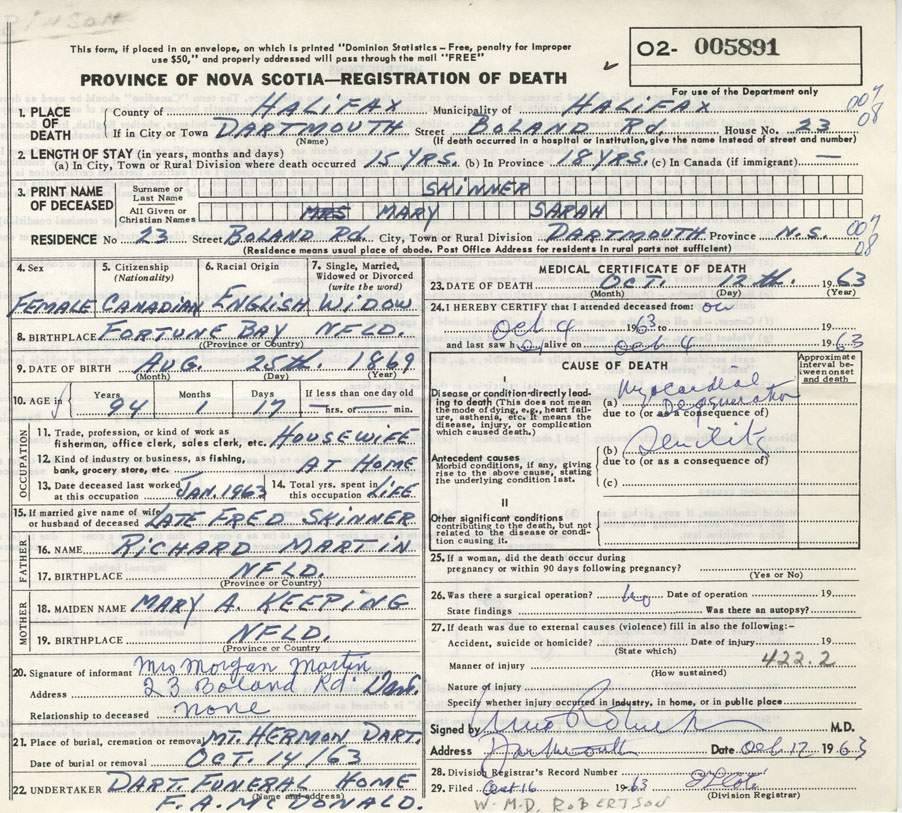 This form, if placed in an envelope, on which is printed "Dominion Statistics – Free, penalty for improper
use $50," and properly addressed will pass through the mail "FREE"
O2- 005891
PROVINCE OF NOVA SCOTIA—REGISTRATION OF DEATH
For use of the Department only
1. PLACE OF DEATH County of HALIFAX Municipality of HALIFAX 007
If in City or Town DARTMOUTH Street BOLAND Rd. House No. 23 08
(Name) (If death occurred in a hospital or institution, give the name instead of street and number)
2. LENGTH OF STAY (in years, months and days)
(a) In City, Town or Rural Division where death occurred 15 YRS. (b) In Province 18 YRS. (c) In Canada (if immigrant) —
3. PRINT NAME OF DECEASED Surname or Last Name SKINNER
All Given or Christian Names MRS MARY SARAH
RESIDENCE No 23 Street BOLAND Rd. City, Town or Rural Division DARTMOUTH Province N.S. 007 08
(Residence means usual place of abode. Post Office Address for residents in rural parts not sufficient)
4. Sex 5. Citizenship (Nationality) 6. Racial Origin 7. Single, Married, Widowed or Divorced (write the word)
FEMALE CANADIAN ENGLISH WIDOW
8. BIRTHPLACE FORTUNE BAY NFLD.
(Province or Country)
9. DATE OF BIRTH AUG. 25th. 1869
(Month) (Day) (Year)
10. AGE in Years Months Days If less than one day old
94 1 17 — hrs. or — min.
OCCUPATION
11. Trade, profession, or kind of work as fisherman, office clerk, sales clerk, etc. HOUSEWIFE
12. Kind of industry or business, as fishing, bank, grocery store, etc. AT HOME
13. Date deceased last worked at this occupation JAN. 1963 14. Total yrs. spent in this occupation LIFE
15. If married give name of wife or husband of deceased LATE FRED SKINNER
FATHER
16. NAME RICHARD MARTIN
17. BIRTHPLACE NFLD.
(Province or Country)
MOTHER
18. MAIDEN NAME MARY A. KEEPING
19. BIRTHPLACE NFLD.
(Province or Country)
20. Signature of informant Mrs Morgan Martin
Address 23 Boland Rd. Dart.
Relationship to deceased none
21. Place of burial, cremation or removal MT. HERMON DART.
Date of burial or removal OCT. 14/63
22. UNDERTAKER DART. FUNERAL HOME
(Name and address)
F. A. McDONALD.
MEDICAL CERTIFICATE OF DEATH
23. DATE OF DEATH OCT. 12th. 1963
(Month) (Day) (Year)
24. I HEREBY CERTIFY that I attended deceased from: on
Oct 4 1963 to 19
and last saw her alive on Oct 4 1963
CAUSE OF DEATH
Approximate interval between onset and death
I
Disease or condition directly leading to death (This does not mean the mode of dying, e.g., heart failure, asthenia, etc. It means the disease, injury, or complication which caused death.)
(a) Myocardial Degeneration
due to (or as a consequence of)
Antecedent causes
Morbid conditions, if any, giving rise to the above cause, stating the underlying condition last.
(b) Senility
due to (or as a consequence of)
(c)
II
Other significant conditions
contributing to the death, but not related to the disease or condition causing it.
25. If a woman, did the death occur during
pregnancy or within 90 days following pregnancy?
(Yes or No)
26. Was there a surgical operation? No Date of operation 19
State findings Was there an autopsy?
27. If death was due to external causes (violence) fill in also the following:–
Accident, suicide or homicide? Date of injury 19
(State which)
Manner of injury 422.2
(How sustained)
Nature of injury
Specify whether injury occurred in industry, in home, or in public place
Signed by M.D.
Address Dartmouth Date Oct 12 1963
28. Division Registrar's Record Number
29. Filed Oct 16 1963
(Division Registrar)
W. M. D. ROBERTSON